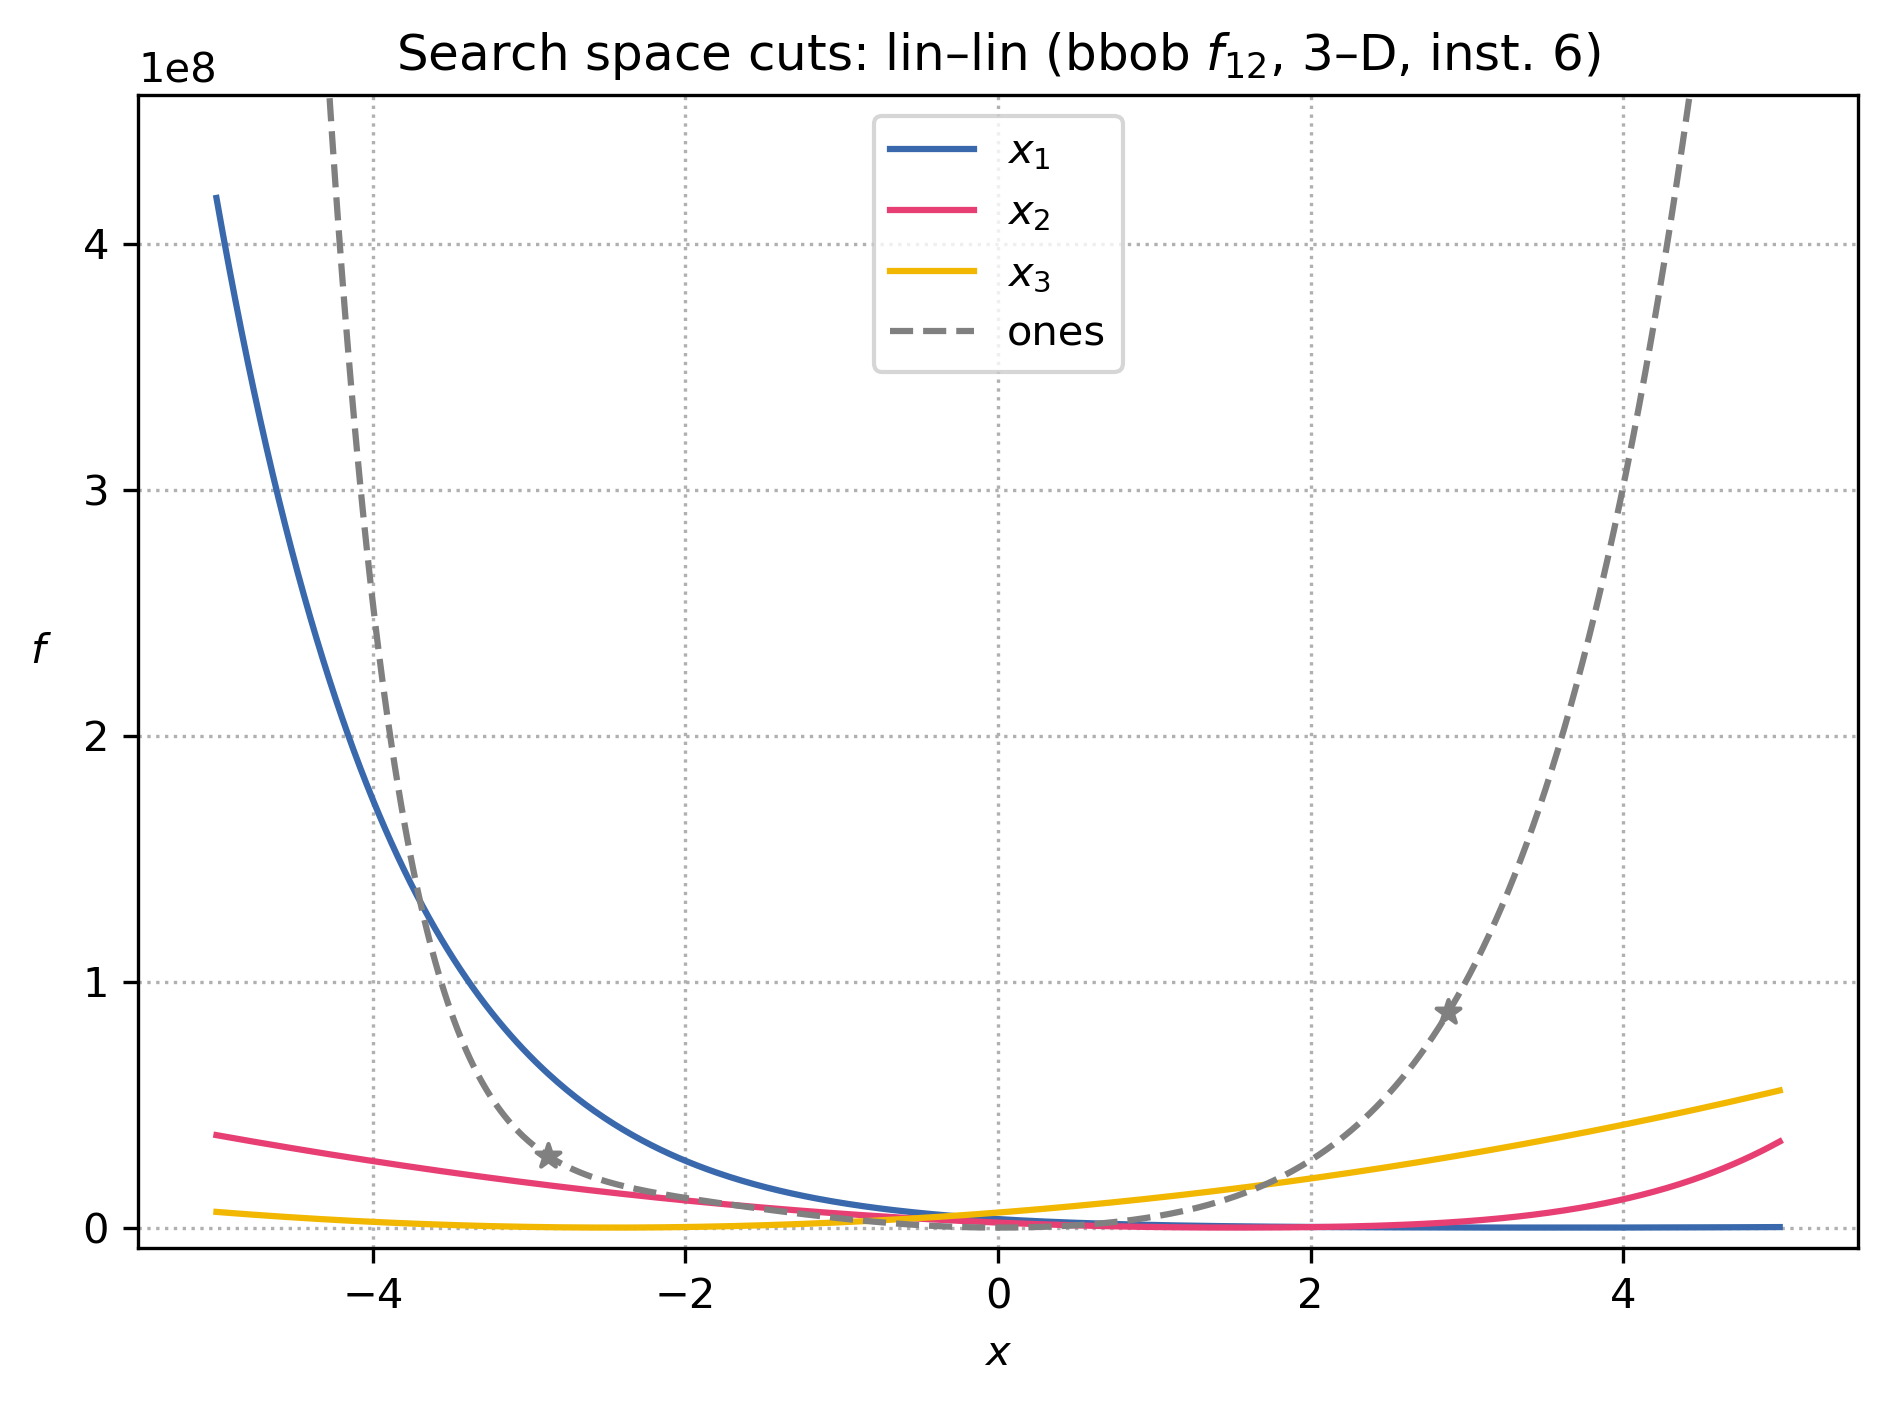 Search space cuts: lin–lin (bbob f₁₂, 3–D, inst. 6)
1e8
x₁
x₂
x₃
ones
4
3
2
1
0
f
−4
−2
0
2
4
x